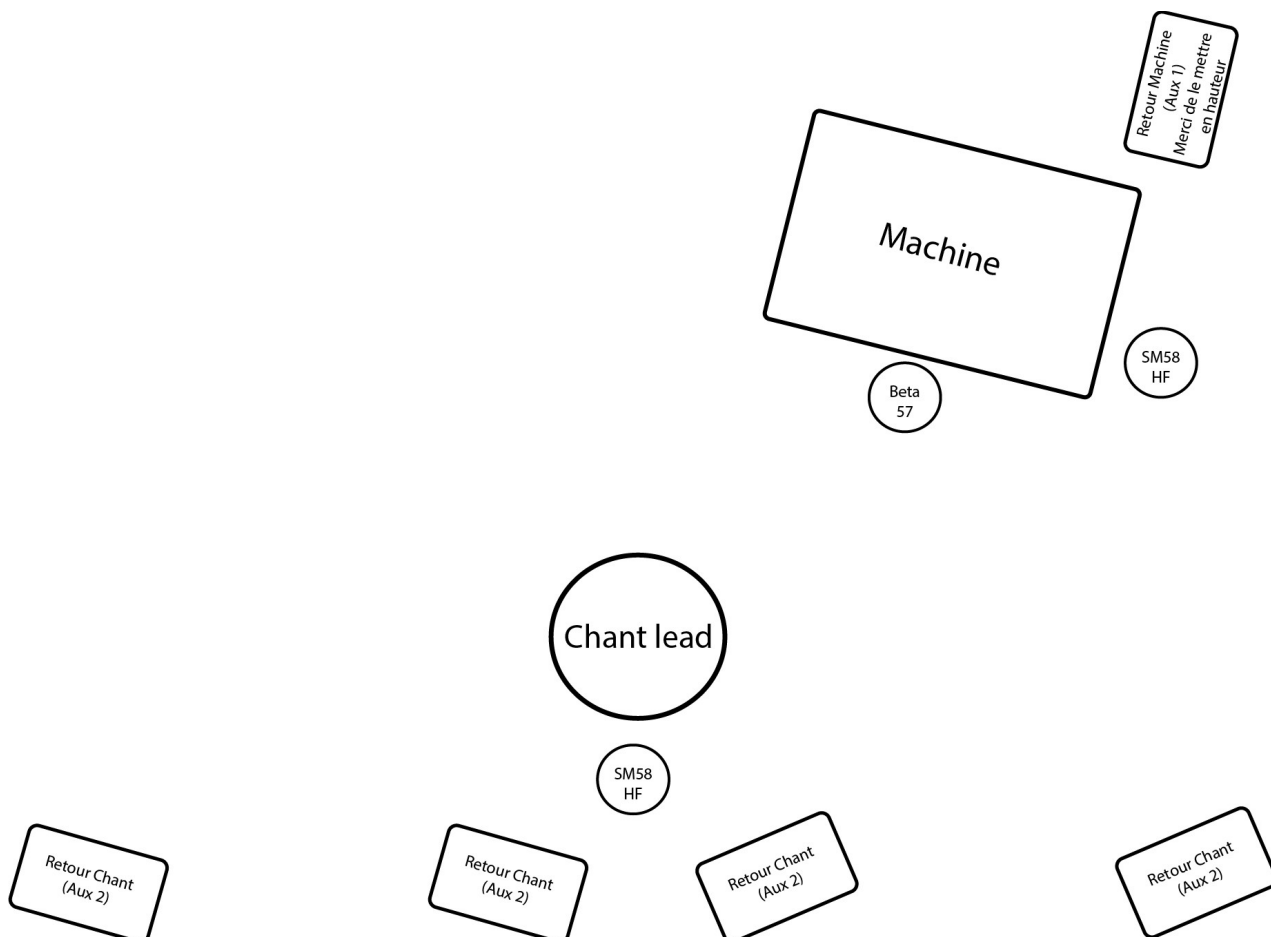 Retour Machine
(Aux 1)
Merci de le mettre
en hauteur
Machine
SM58
HF
Beta
57
Chant lead
SM58
HF
Retour Chant
(Aux 2)
Retour Chant
(Aux 2)
Retour Chant
(Aux 2)
Retour Chant
(Aux 2)